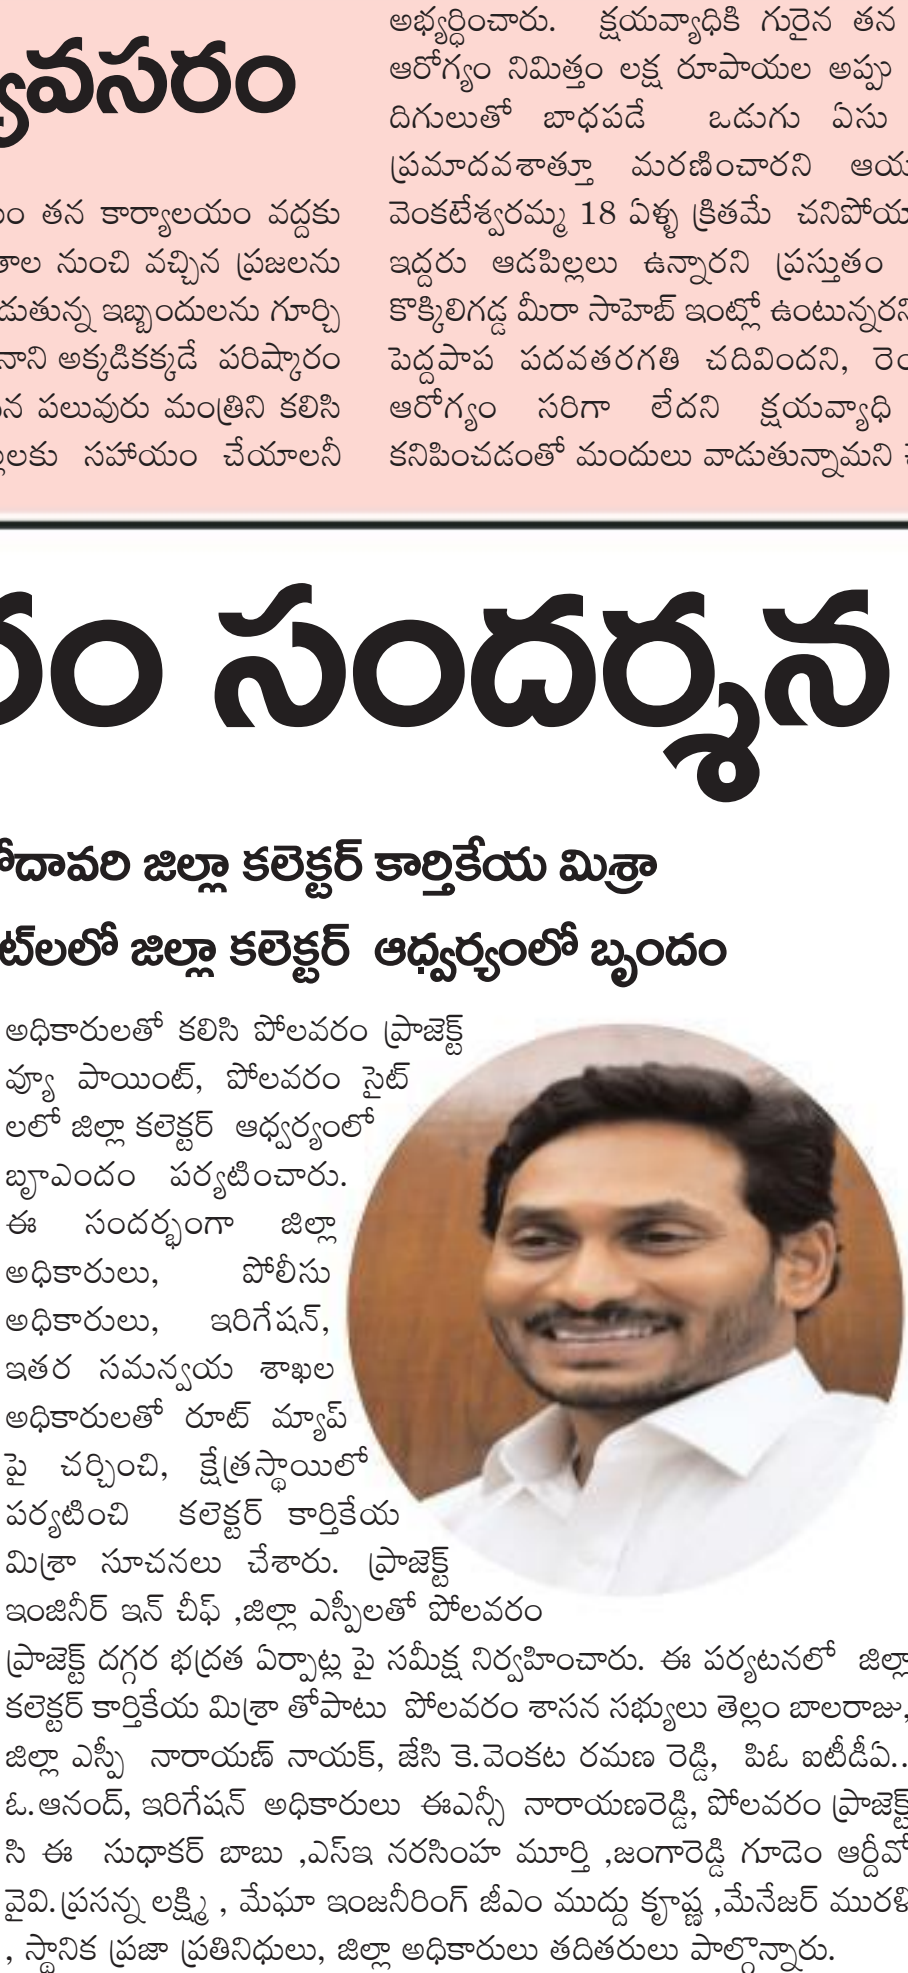 వసరం
తన కార్యాలయం వద్దకు
నుంచి వచ్చిన ప్రజలను
ఇబ్బందులను గూర్చి
అక్కడికక్కడే పరిష్కారం
పలువురు మంత్రిని కలిసి
సహాయం చేయాలనీ
అభ్యర్ధించారు. క్షయవ్యాధికి గురైన తన
ఆరోగ్యం నిమిత్తం లక్ష రూపాయల అప్పు
దిగులుతో బాధపడే ఒడుగు ఏసు
ప్రమాదవశాత్తూ మరణించారని
వెంకటేశ్వరమ్మ 18 ఏళ్ళ క్రితమే
ఇద్దరు ఆడపిల్లలు ఉన్నారని ప్రస్తుతం
కొక్కిలిగడ్డ మీరా సాహెబ్ ఇంట్లో
పెద్దపాప పదవతరగతి చదివిందని,
ఆరోగ్యం సరిగా లేదని క్షయవ్యాధి
కనిపించడంతో మందులు వాడుతున్నామని
సందర్శన
జిల్లా కలెక్టర్ కార్తికేయ మిశ్రా
జిల్లా కలెక్టర్ ఆధ్వర్యంలో బృందం
అధికారులతో కలిసి పోలవరం ప్రాజెక్ట్
వ్యూ పాయింట్, పోలవరం సైట్
లలో జిల్లా కలెక్టర్ ఆధ్వర్యంలో
బృాఎందం పర్యటించారు.
ఈ సందర్భంగా జిల్లా
అధికారులు, పోలీసు
అధికారులు, ఇరిగేషన్,
ఇతర సమన్వయ శాఖల
అధికారులతో రూట్ మ్యాప్
పై చర్చించి, క్షేత్రస్థాయిలో
పర్యటించి కలెక్టర్ కార్తికేయ
మిశ్రా సూచనలు చేశారు. ప్రాజెక్ట్
ఇంజినీర్ ఇన్ చీఫ్ ,జిల్లా ఎస్పీలతో పోలవరం
ప్రాజెక్ట్ దగ్గర భద్రత ఏర్పాట్ల పై సమీక్ష నిర్వహించారు. ఈ పర్యటనలో జిల్లా
కలెక్టర్ కార్తికేయ మిశ్రా తోపాటు పోలవరం శాసన సభ్యులు తెల్లం బాలరాజు,
జిల్లా ఎస్పీ నారాయణ్ నాయక్, జేసి కె.వెంకట రమణ రెడ్డి, పిఓ ఐటీడీఏ..
ఓ.ఆనంద్, ఇరిగేషన్ అధికారులు ఈఎన్సీ నారాయణరెడ్డి, పోలవరం ప్రాజెక్ట్
సి ఈ సుధాకర్ బాబు ,ఎస్ఇ నరసింహ మూర్తి ,జంగారెడ్డి గూడెం ఆర్డీవో
వైవి.ప్రసన్న లక్ష్మి , మేఘా ఇంజనీరింగ్ జీఎం ముద్దు కృాష్ణ ,మేనేజర్ మురళి
, స్థానిక ప్రజా ప్రతినిధులు, జిల్లా అధికారులు తదితరులు పాల్గొన్నారు.